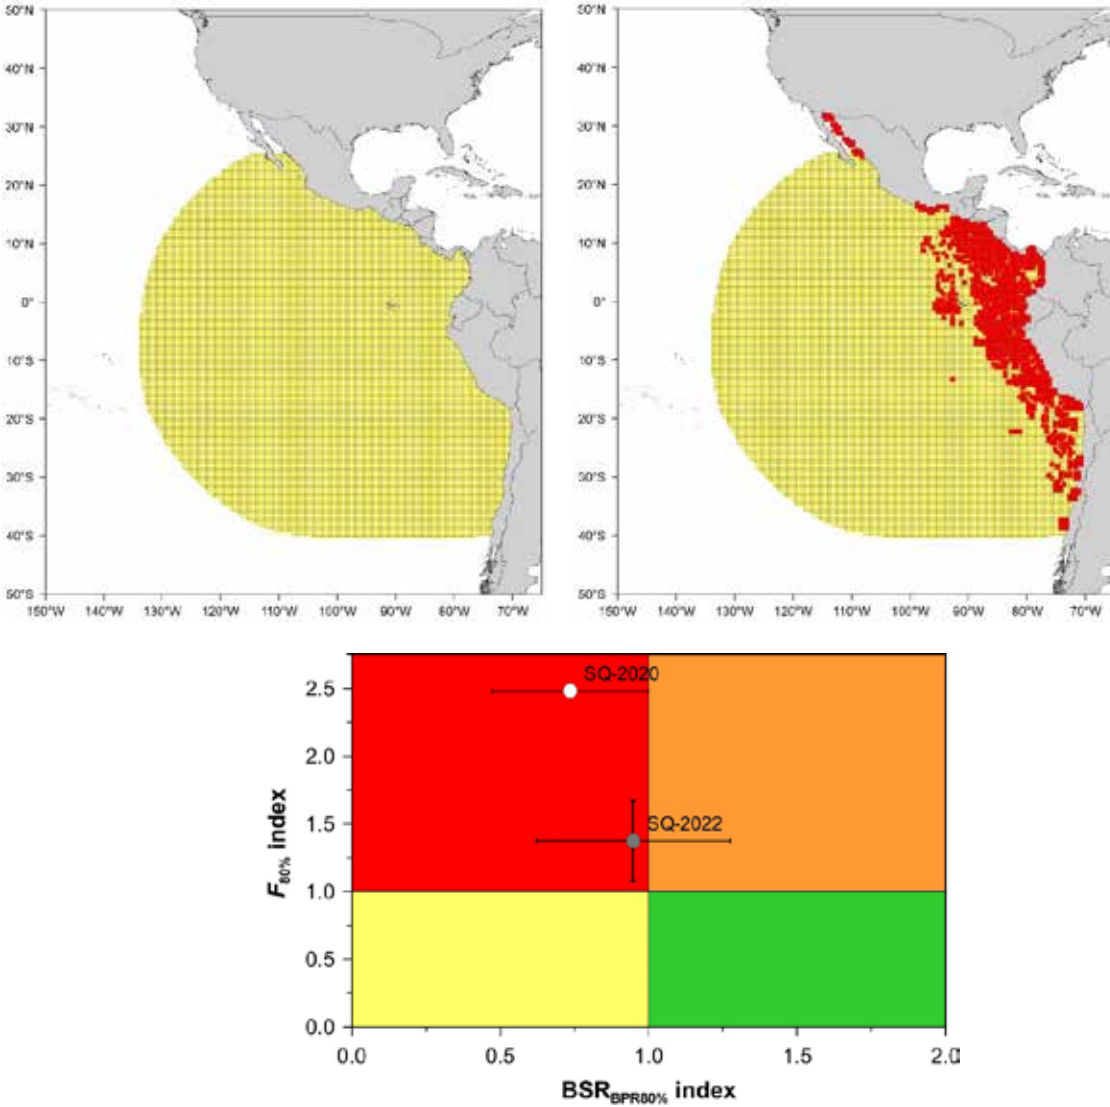 50°N
40°N
30°N
20°N
10°N
0°
10°S
20°S
30°S
40°S
50°S
150°W 140°W 130°W 120°W 110°W 100°W 90°W 80°W 70°W
50°N
40°N
30°N
20°N
10°N
0°
10°S
20°S
30°S
40°S
50°S
150°W 140°W 130°W 120°W 110°W 100°W 90°W 80°W 70°W
2.5
2.0
1.5
1.0
0.5
0.0
F80% index
SQ-2020
SQ-2022
0.0 0.5 1.0 1.5 2.0
BSRBPR80% index